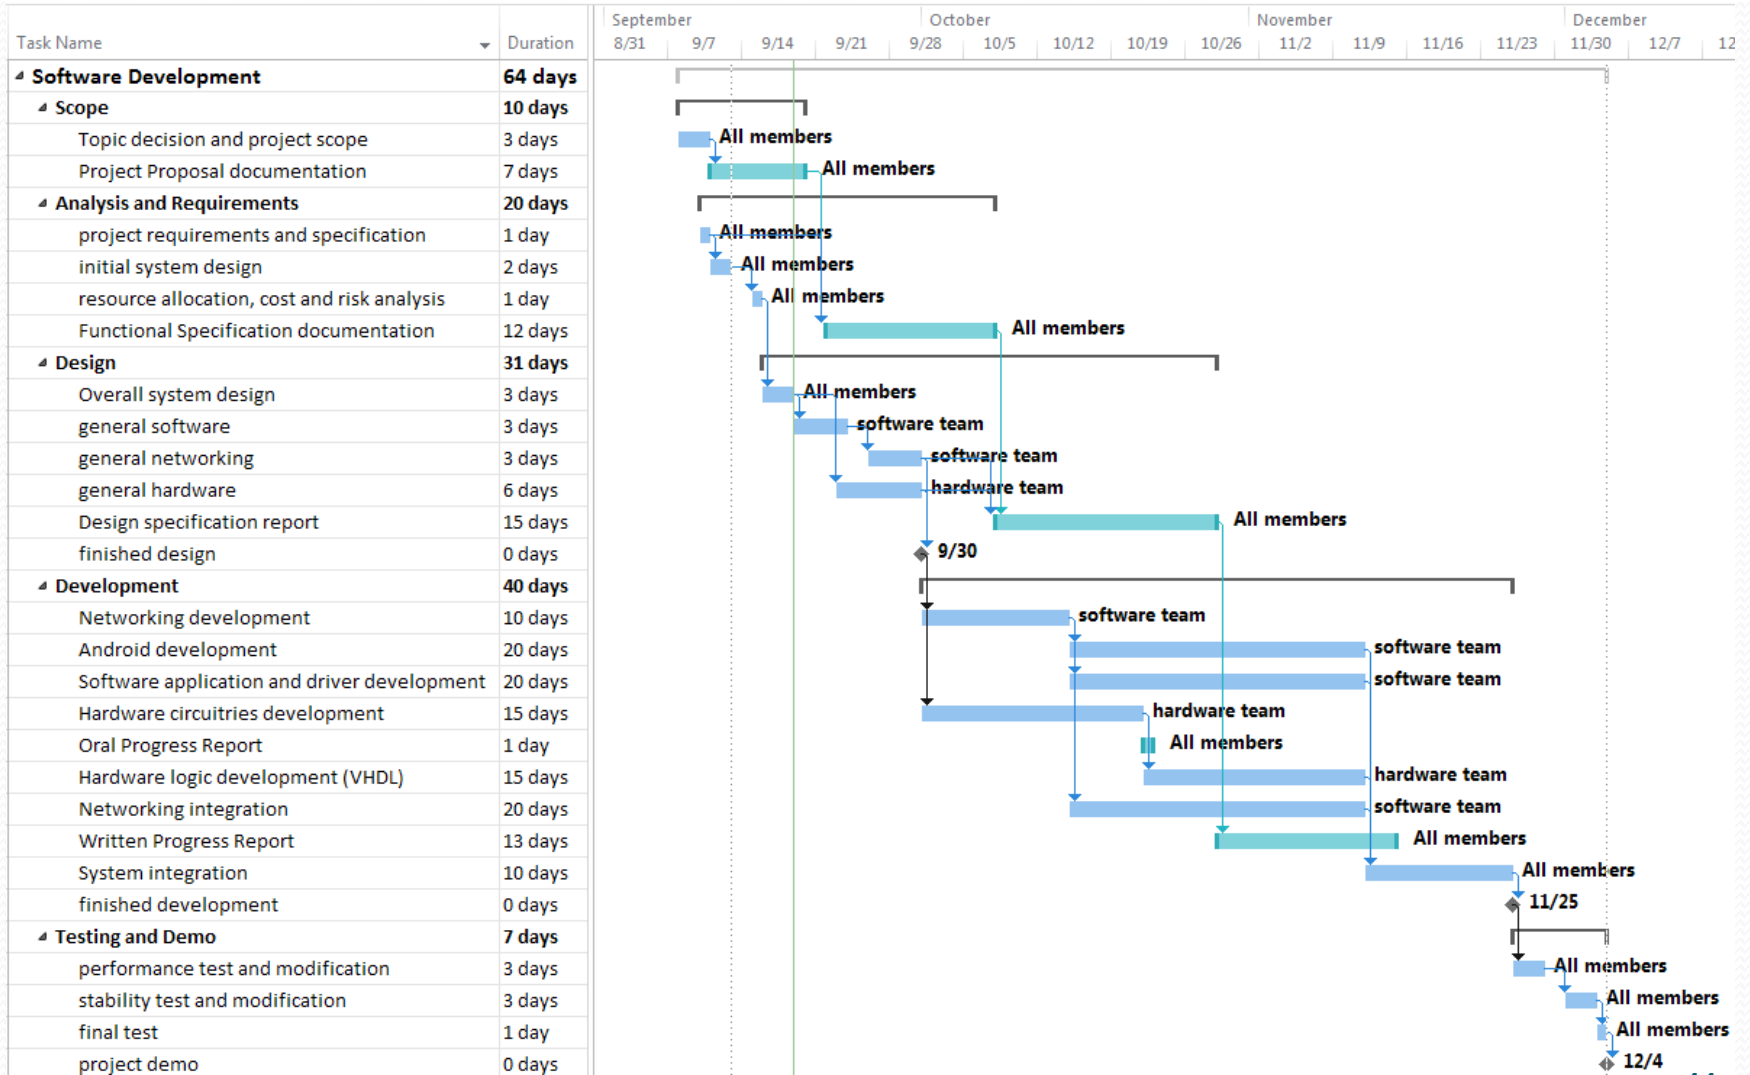 September October November December
Task Name Duration 8/31 9/7 9/14 9/21 9/28 10/5 10/12 10/19 10/26 11/2 11/9 11/16 11/23 11/30 12/7 12
Software Development 64 days
Scope 10 days
Topic decision and project scope 3 days All members
Project Proposal documentation 7 days All members
Analysis and Requirements 20 days
project requirements and specification 1 day All members
initial system design 2 days All members
resource allocation, cost and risk analysis 1 day All members
Functional Specification documentation 12 days All members
Design 31 days
Overall system design 3 days All members
general software 3 days software team
general networking 3 days software team
general hardware 6 days hardware team
Design specification report 15 days All members
finished design 0 days 9/30
Development 40 days
Networking development 10 days software team
Android development 20 days software team
Software application and driver development 20 days software team
Hardware circuitries development 15 days hardware team
Oral Progress Report 1 day All members
Hardware logic development (VHDL) 15 days hardware team
Networking integration 20 days software team
Written Progress Report 13 days All members
System integration 10 days All members
finished development 0 days 11/25
Testing and Demo 7 days
performance test and modification 3 days All members
stability test and modification 3 days All members
final test 1 day All members
project demo 0 days 12/4